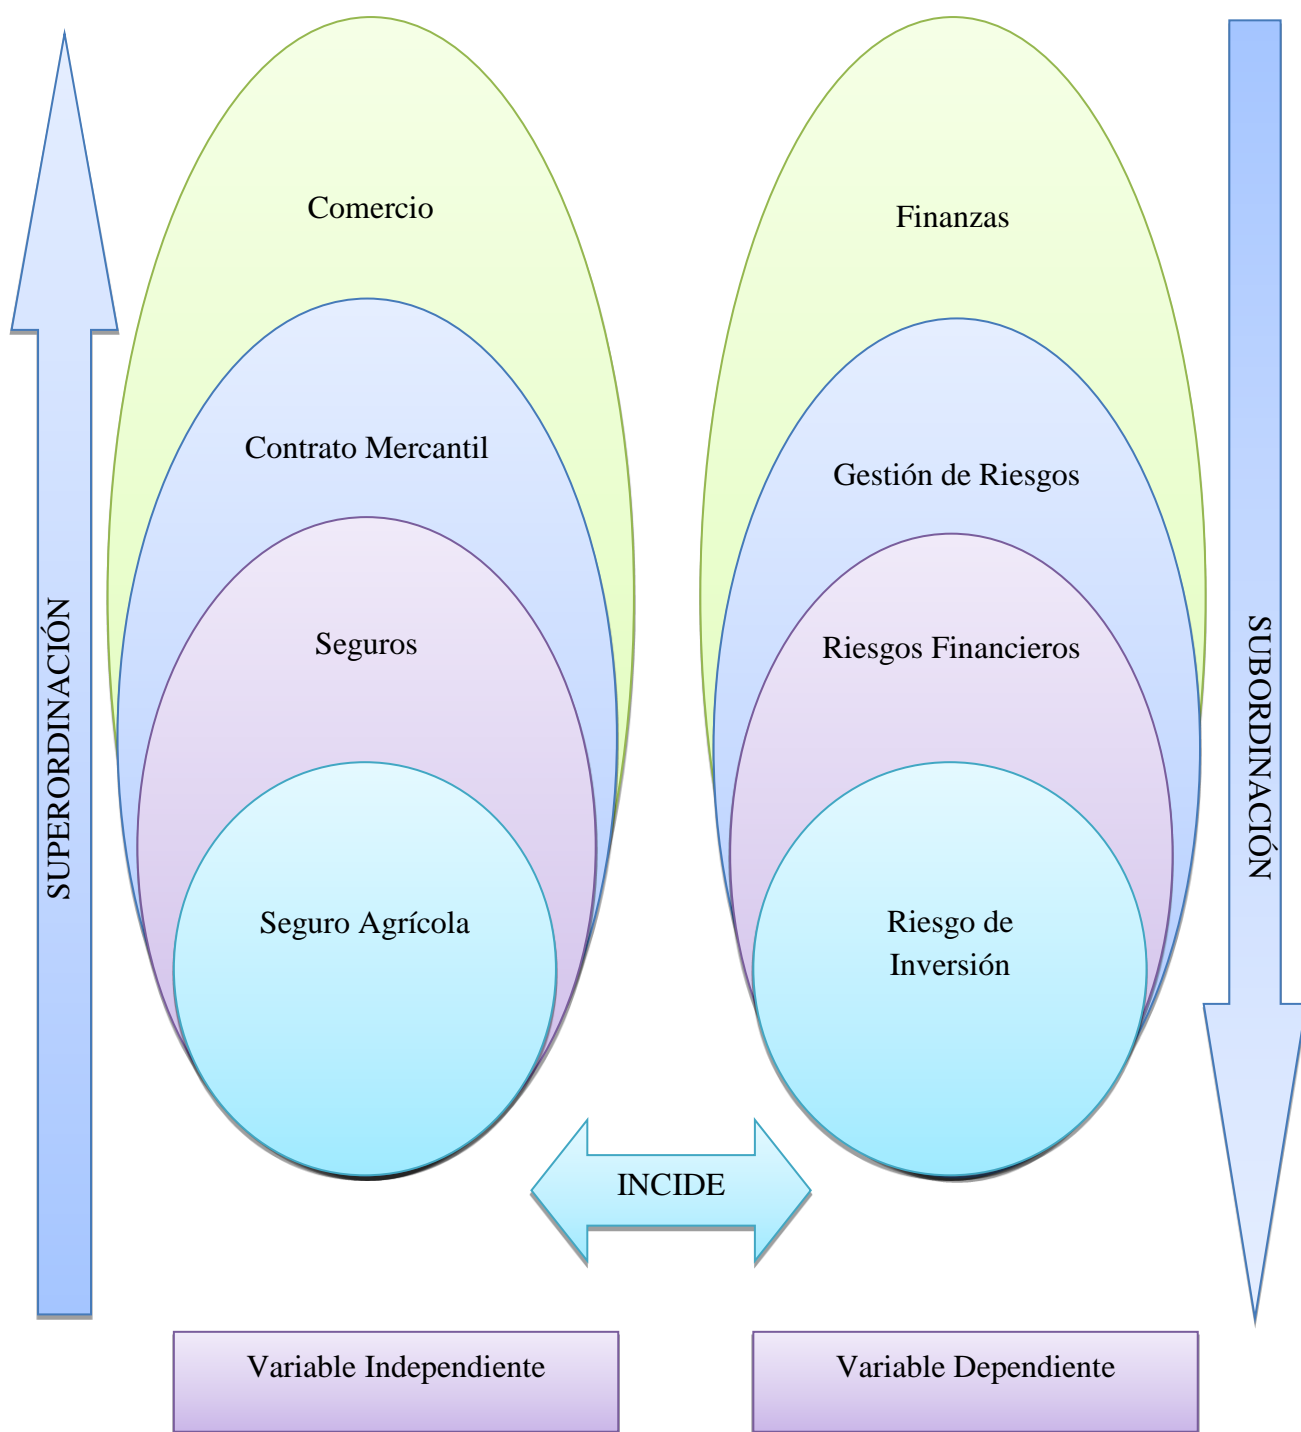 Comercio
Contrato Mercantil
Seguros
Seguro Agrícola
Finanzas
Gestión de Riesgos
Riesgos Financieros
Riesgo de
Inversión
SUPERORDINACIÓN
SUBORDINACIÓN
INCIDE
Variable Independiente
Variable Dependiente